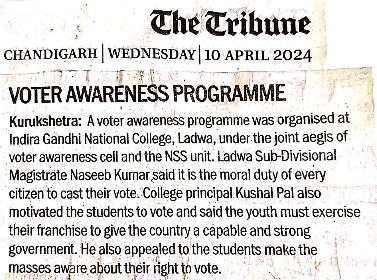 The Tribune
CHANDIGARH | WEDNESDAY | 10 APRIL 2024
VOTER AWARENESS PROGRAMME
Kurukshetra: A voter awareness programme was organised at
Indira Gandhi National College, Ladwa, under the joint aegis of
voter awareness cell and the NSS unit. Ladwa Sub-Divisional
Magistrate Naseeb Kumar said it is the moral duty of every
citizen to cast their vote. College principal Kushal Pal also
motivated the students to vote and said the youth must exercise
their franchise to give the country a capable and strong
government. He also appealed to the students make the
masses aware about their right to vote.